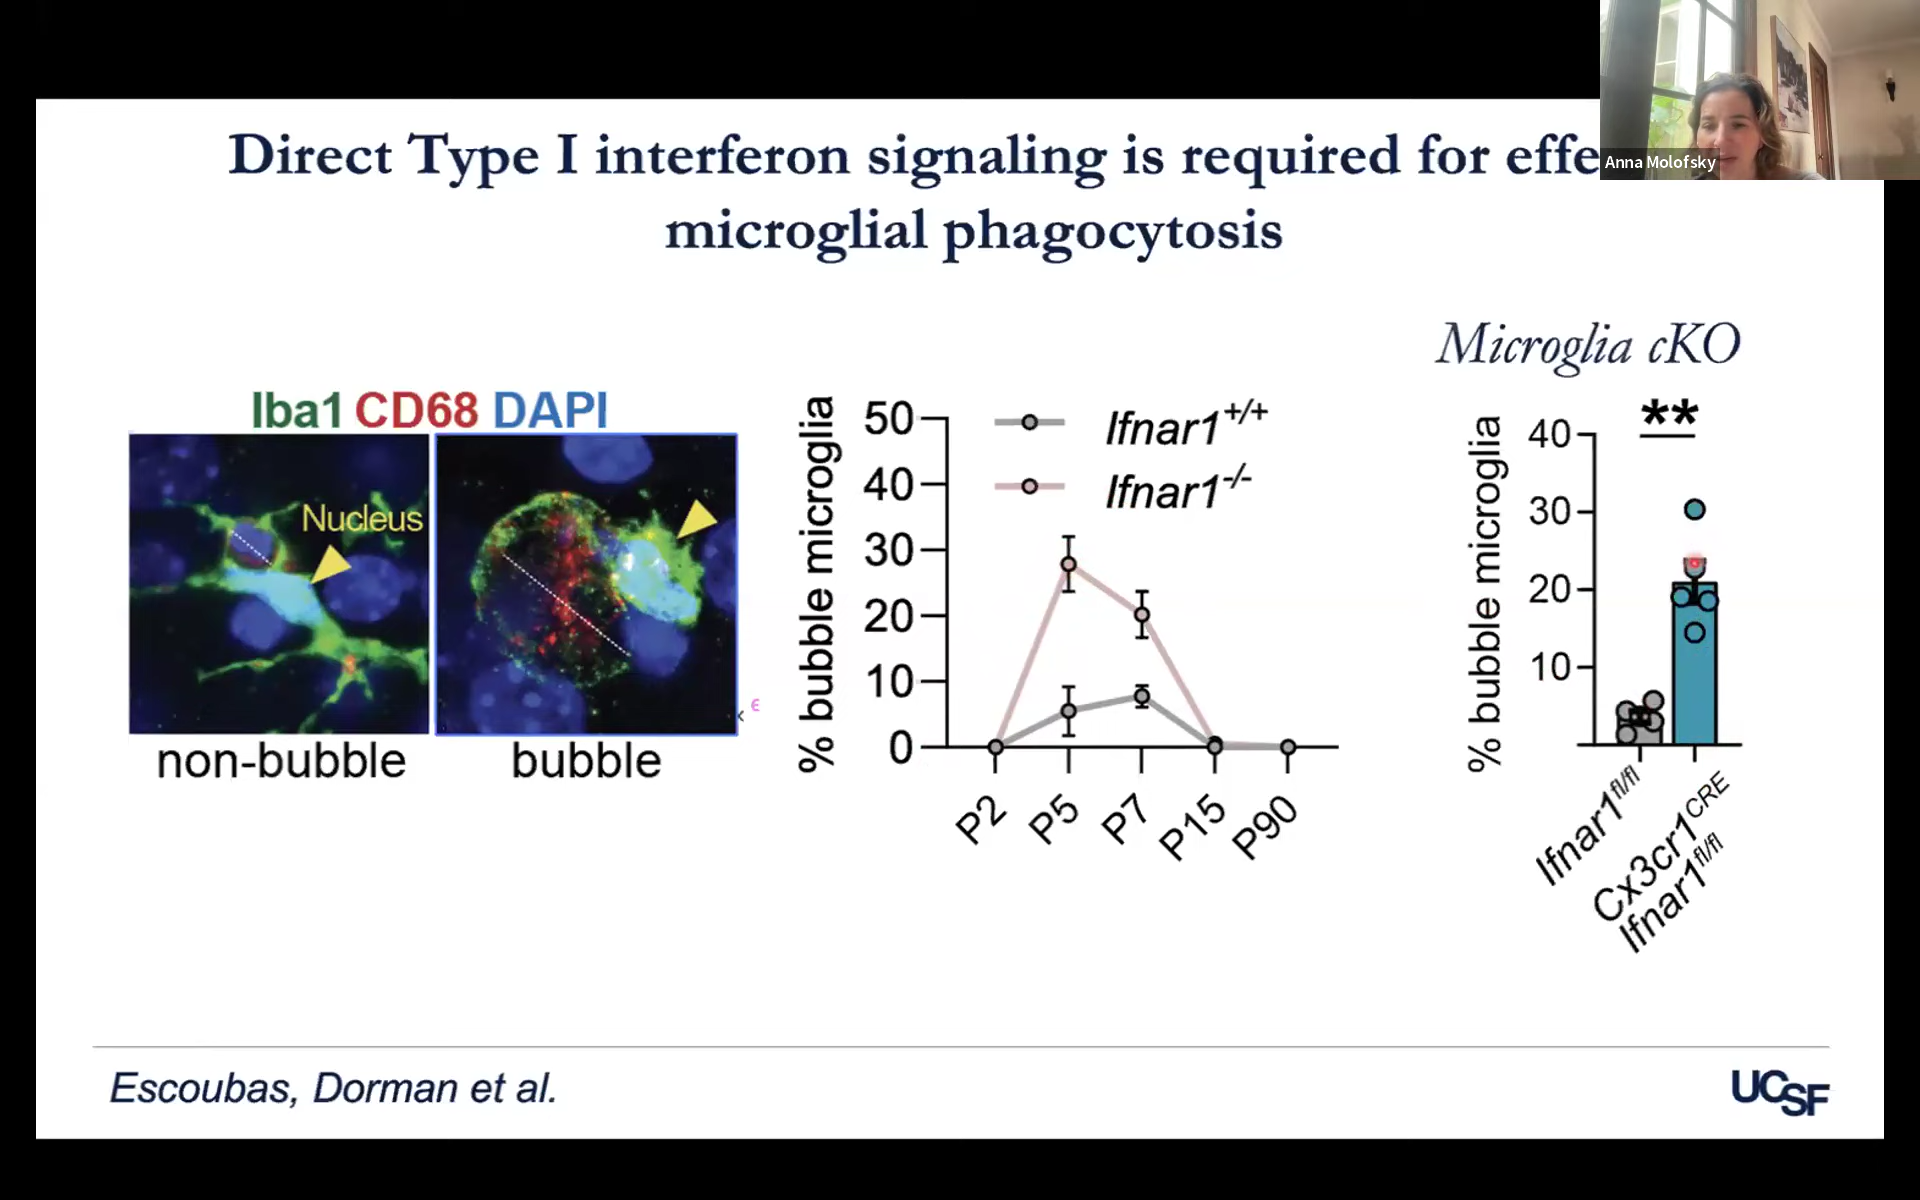 Direct Type I interferon signaling is required for effe
microglial phagocytosis
Anna Molofsky
Microglia cKO
Iba1 CD68 DAPI
Nucleus
non-bubble
bubble
% bubble microglia
50
40
30
20
10
0
Ifnar1+/+
Ifnar1-/-
P2
P5
P7
P15
P90
**
% bubble microglia
40
30
20
10
Ifnar1fl/fl
Cx3cr1CRE
Ifnar1fl/fl
Escoubas, Dorman et al.
UCSF